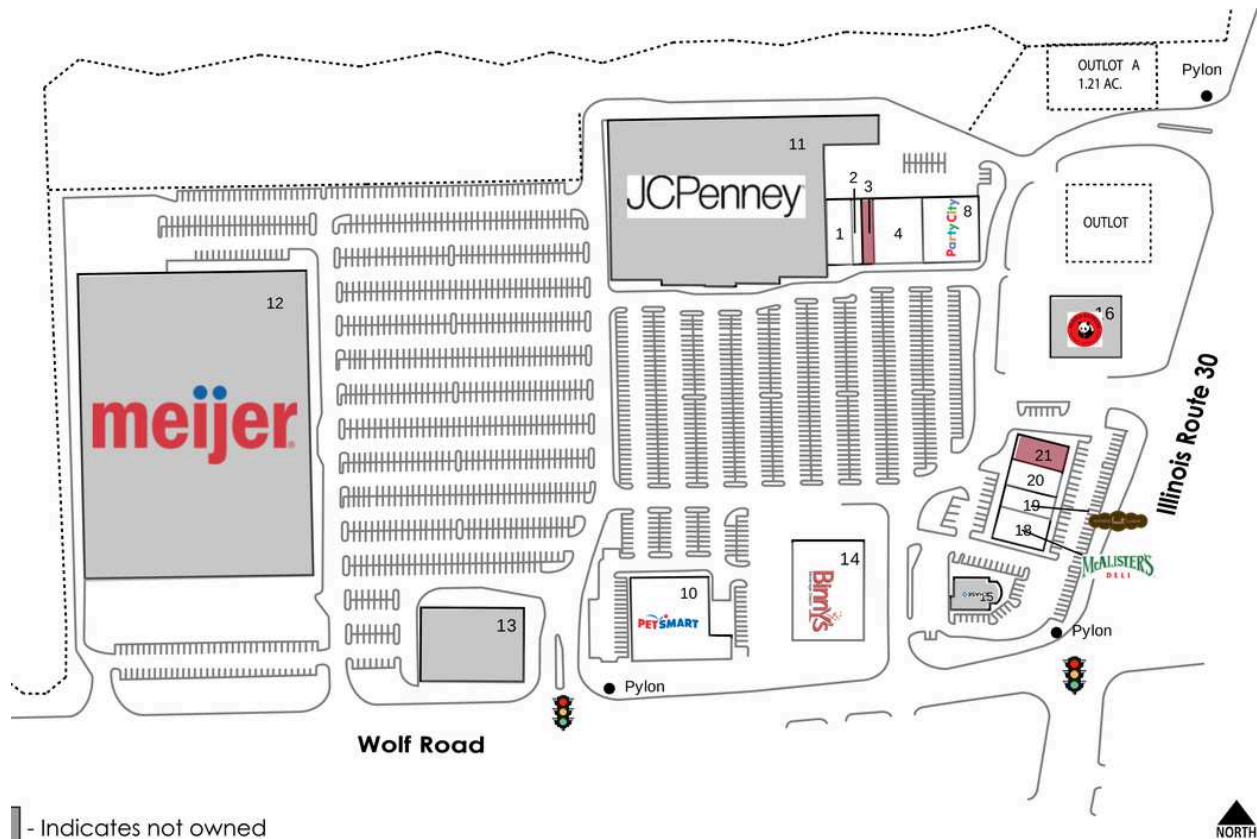 OUTLOT A
1.21 AC.
Pylon
11
JCPenney
2
3
1
4
PartyCity
8
OUTLOT
12
meijer
16
Illinois Route 30
21
20
19
18
McALISTER'S
DELI
14
Binny's
10
PETSMART
15
13
Pylon
Pylon
Wolf Road
- Indicates not owned
NORTH